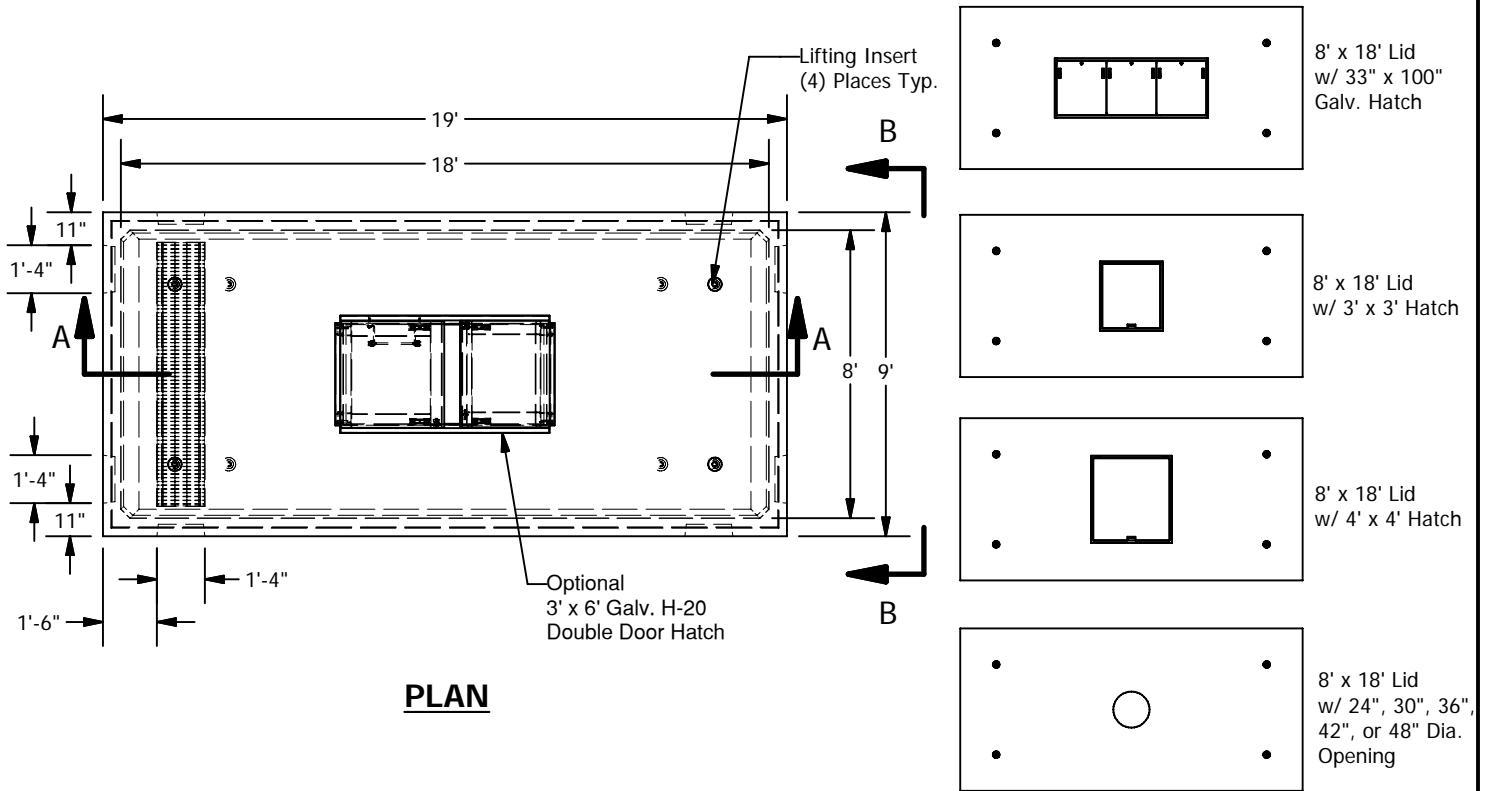 Lifting Insert
(4) Places Typ.
19'
18'
B
11"
1'-4"
A
A
8'
9'
1'-4"
11"
1'-4"
1'-6"
Optional
3' x 6' Galv. H-20
Double Door Hatch
B
PLAN
8' x 18' Lid
w/ 33" x 100"
Galv. Hatch
8' x 18' Lid
w/ 3' x 3' Hatch
8' x 18' Lid
w/ 4' x 4' Hatch
8' x 18' Lid
w/ 24", 30", 36",
42", or 48" Dia.
Opening